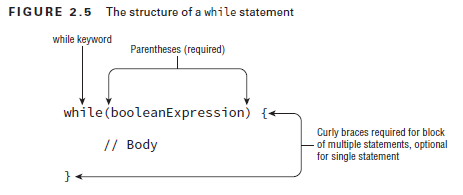 FIGURE 2.5 The structure of a while statement
while keyword
Parentheses (required)
while(booleanExpression) {
// Body
Curly braces required for block
of multiple statements, optional
for single statement
}